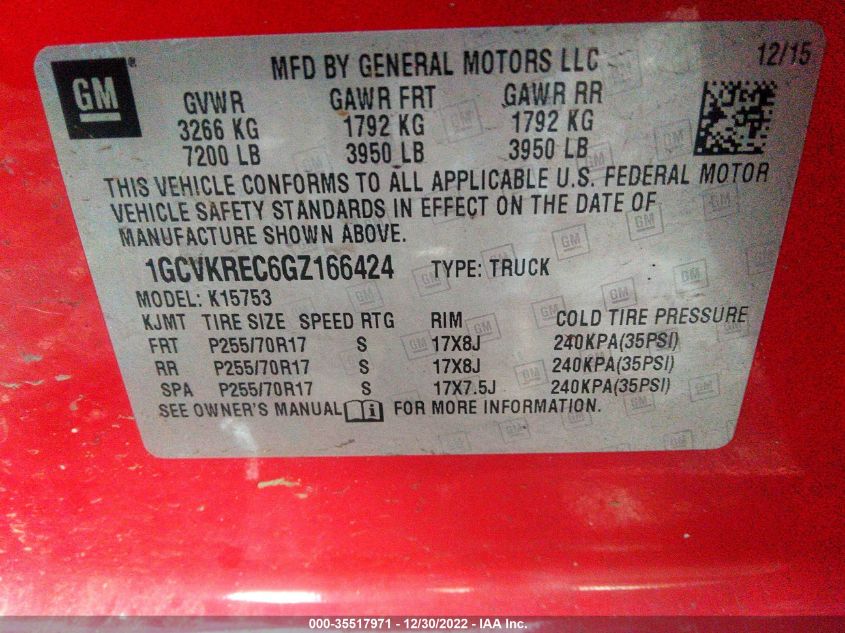 GM®
MFD BY GENERAL MOTORS LLC 12/15
GVWR GAWR FRT GAWR RR
3266 KG 1792 KG 1792 KG
7200 LB 3950 LB 3950 LB
THIS VEHICLE CONFORMS TO ALL APPLICABLE U.S. FEDERAL MOTOR
VEHICLE SAFETY STANDARDS IN EFFECT ON THE DATE OF
MANUFACTURE SHOWN ABOVE.
1GCVKREC6GZ166424 TYPE: TRUCK
MODEL: K15753
KJMT TIRE SIZE SPEED RTG RIM COLD TIRE PRESSURE
FRT P255/70R17 S 17X8J 240KPA(35PSI)
RR P255/70R17 S 17X8J 240KPA(35PSI)
SPA P255/70R17 S 17X7.5J 240KPA(35PSI)
SEE OWNER'S MANUAL i FOR MORE INFORMATION.
000-35517971 - 12/30/2022 - IAA Inc.